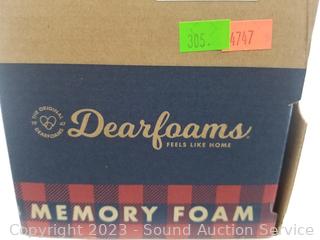 305.
4747
THE ORIGINAL
DEARFOAMS
Dearfoams
FEELS LIKE HOME
MEMORY FOAM
Copyright 2023 - Sound Auction Service